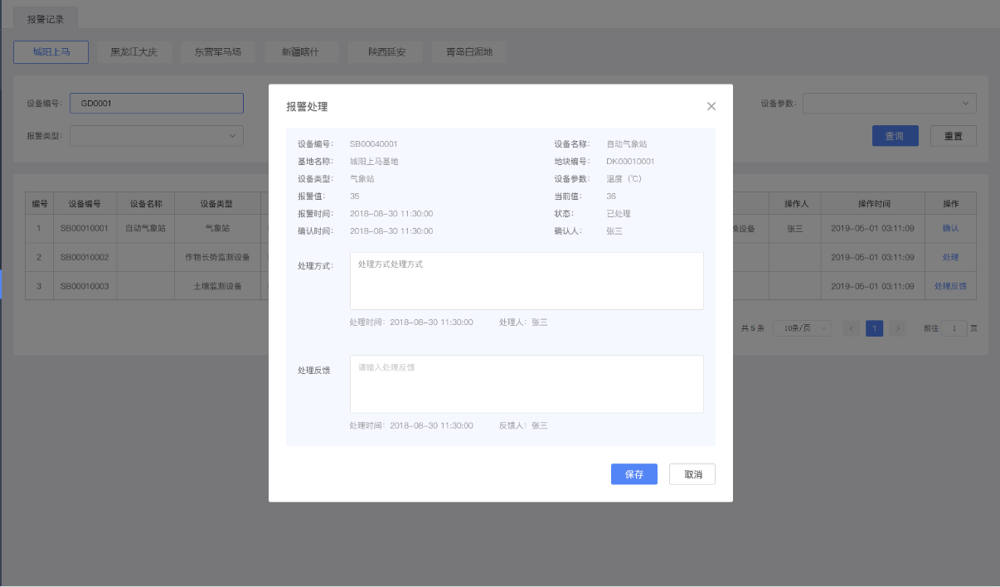 报警记录
城阳上马 黑龙江大庆 东营军马场 新疆喀什 陕西延安 青岛白泥地
设备编号: GD0001 设备参数:
报警类型: 查询 重置
报警处理
设备编号: SB00040001 设备名称: 自动气象站
基地名称: 城阳上马基地 地块编号: DK00010001
设备类型: 气象站 设备参数: 温度（℃）
报警值: 35 当前值: 36
报警时间: 2018-08-30 11:30:00 状态: 已处理
确认时间: 2018-08-30 11:30:00 确认人: 张三
处理方式: 处理方式处理方式
处理时间: 2018-08-30 11:30:00 处理人: 张三
处理反馈 请输入处理反馈
处理时间: 2018-08-30 11:30:00 反馈人: 张三
保存 取消
编号 设备编号 设备名称 设备类型 操作人 操作时间 操作
1 SB00010001 自动气象站 气象站 换设备 张三 2019-05-01 03:11:09 确认
2 SB00010002 作物长势监测设备 2019-05-01 03:11:09 处理
3 SB00010003 土壤监测设备 2019-05-01 03:11:09 处理反馈
共 5 条 10条/页 < 1 > 前往 1 页